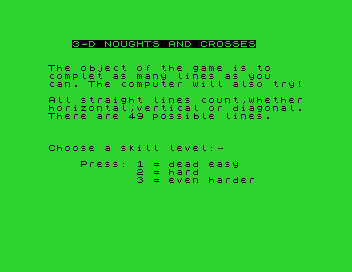 3-D NOUGHTS AND CROSSES
The object of the game is to
complet as many lines as you
can. The computer will also try!
All straight lines count,whether
horizontal,vertical or diagonal.
There are 49 possible lines.
Choose a skill level:-
Press: 1 = dead easy
2 = hard
3 = even harder